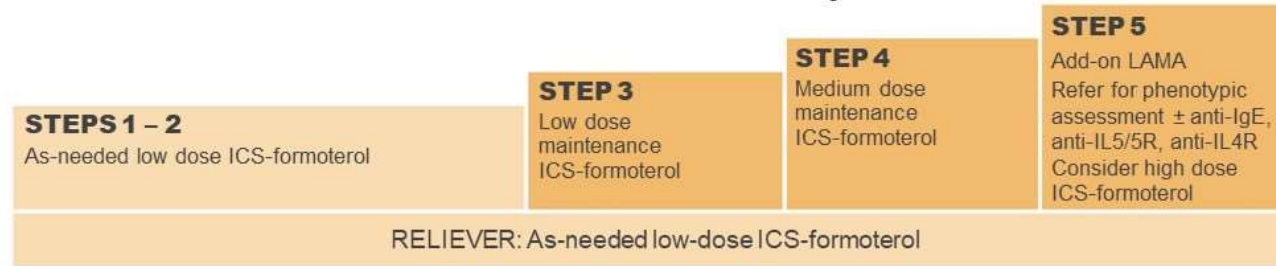 STEPS 1 – 2
As-needed low dose ICS-formoterol
STEP 3
Low dose
maintenance
ICS-formoterol
STEP 4
Medium dose
maintenance
ICS-formoterol
STEP 5
Add-on LAMA
Refer for phenotypic
assessment ± anti-IgE,
anti-IL5/5R, anti-IL4R
Consider high dose
ICS-formoterol
RELIEVER: As-needed low-dose ICS-formoterol